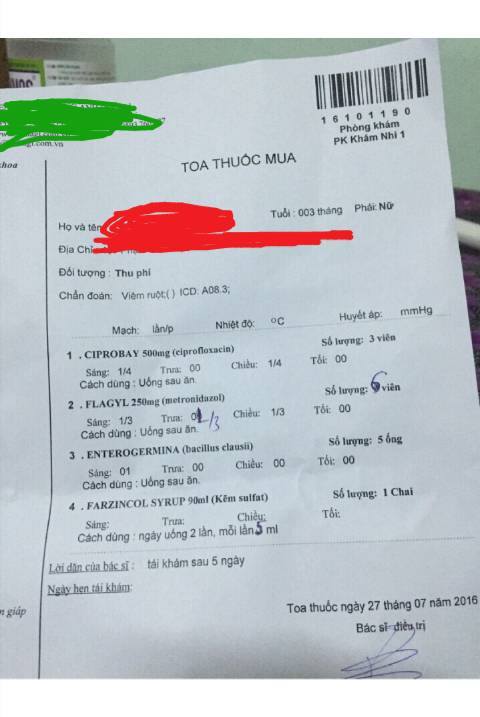 gt.com.vn
khoa
16101190
Phòng khám
PK Khám Nhi 1
TOA THUỐC MUA
Họ và tên
Tuổi : 003 tháng Phái: Nữ
Địa Chỉ
Đối tượng : Thu phí
Chẩn đoán: Viêm ruột:( ) ICD: A08.3;
Mạch: lần/p Nhiệt độ: ºC Huyết áp: mmHg
1 . CIPROBAY 500mg (ciprofloxacin) Số lượng: 3 viên
Sáng: 1/4 Trưa: 00 Chiều: 1/4 Tối: 00
Cách dùng : Uống sau ăn.
2 . FLAGYL 250mg (metronidazol) Số lượng: 6 viên
Sáng: 1/3 Trưa: 1/3 Chiều: 1/3 Tối: 00
Cách dùng : Uống sau ăn.
3 . ENTEROGERMINA (bacillus clausii) Số lượng: 5 ống
Sáng: 01 Trưa: 00 Chiều: 00 Tối: 00
Cách dùng : Uống sau ăn.
4 . FARZINCOL SYRUP 90ml (Kẽm sulfat) Số lượng: 1 Chai
Sáng: Trưa: Chiều: Tối:
Cách dùng : ngày uống 2 lần, mỗi lần 5 ml
Lời dặn của bác sĩ : tái khám sau 5 ngày
Ngày hẹn tái khám:
n giáp
Toa thuốc ngày 27 tháng 07 năm 2016
Bác sĩ điều trị